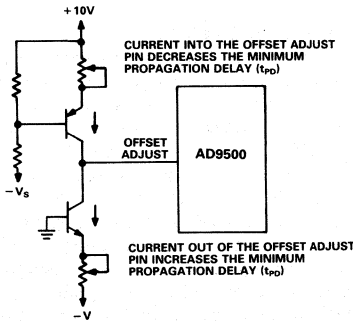 +10V
CURRENT INTO THE OFFSET ADJUST
PIN DECREASES THE MINIMUM
PROPAGATION DELAY (tPD)
OFFSET
ADJUST
AD9500
−VS
CURRENT OUT OF THE OFFSET ADJUST
PIN INCREASES THE MINIMUM
PROPAGATION DELAY (tPD)
−V